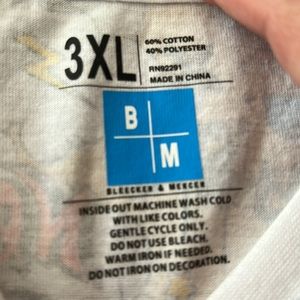 3XL
60% COTTON
40% POLYESTER
RN92291
MADE IN CHINA
B
M
BLEECKER & MERCER
INSIDE OUT MACHINE WASH COLD
WITH LIKE COLORS.
GENTLE CYCLE ONLY.
DO NOT USE BLEACH.
WARM IRON IF NEEDED.
DO NOT IRON ON DECORATION.